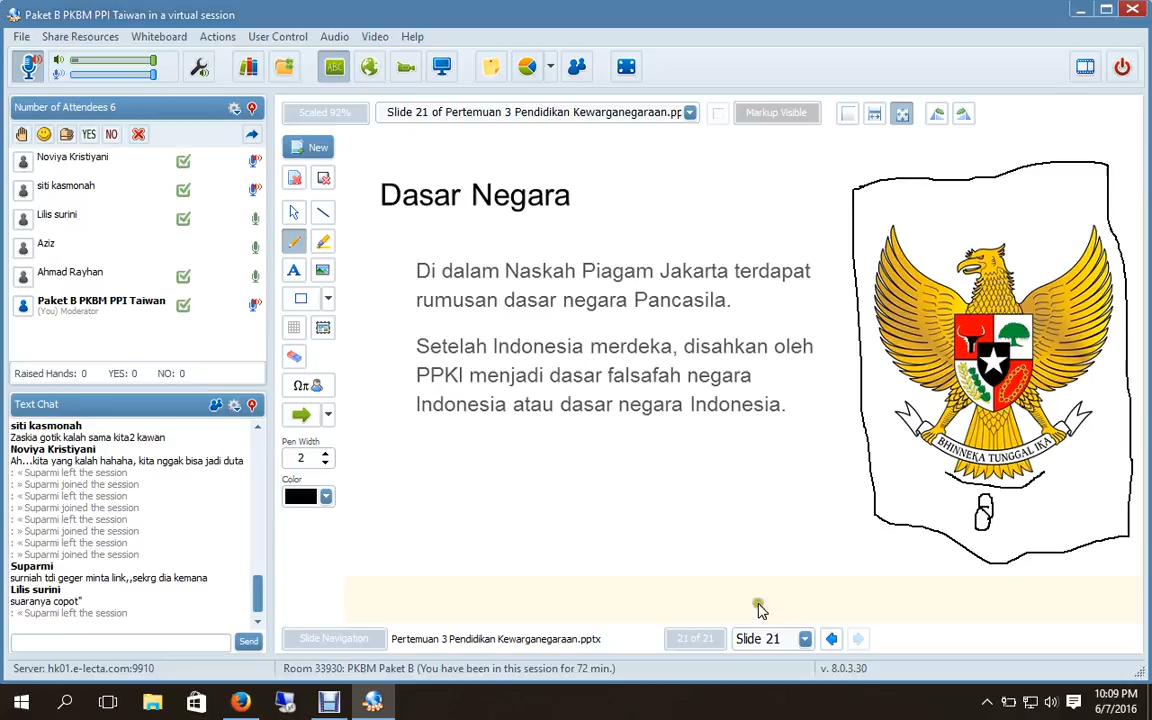 Paket B PKBM PPI Taiwan in a virtual session
File Share Resources Whiteboard Actions User Control Audio Video Help
Number of Attendees 6
YES NO
Noviya Kristiyani
siti kasmonah
Lilis surini
Aziz
Ahmad Rayhan
Paket B PKBM PPI Taiwan
(You) Moderator
Raised Hands: 0 YES: 0 NO: 0
Text Chat
siti kasmonah
Zaskia gotik kalah sama kita2 kawan
Noviya Kristiyani
Ah...kita yang kalah hahaha, kita nggak bisa jadi duta
: « Suparmi left the session
: » Suparmi joined the session
: « Suparmi left the session
: » Suparmi joined the session
: « Suparmi left the session
: » Suparmi joined the session
: « Suparmi left the session
: » Suparmi joined the session
Suparmi
surniah tdi geger minta link,,sekrg dia kemana
Lilis surini
suaranya copot"
: « Suparmi left the session
Send
ABC
Scaled 92%
Slide 21 of Pertemuan 3 Pendidikan Kewarganegaraan.pp
Markup Visible
New
A
Ωπ
Pen Width
2
Color
Dasar Negara
Di dalam Naskah Piagam Jakarta terdapat
rumusan dasar negara Pancasila.
Setelah Indonesia merdeka, disahkan oleh
PPKI menjadi dasar falsafah negara
Indonesia atau dasar negara Indonesia.
BHINNEKA TUNGGAL IKA
Slide Navigation
Pertemuan 3 Pendidikan Kewarganegaraan.pptx
21 of 21
Slide 21
Server: hk01.e-lecta.com:9910
Room 33930: PKBM Paket B (You have been in this session for 72 min.)
v. 8.0.3.30
10:09 PM
6/7/2016